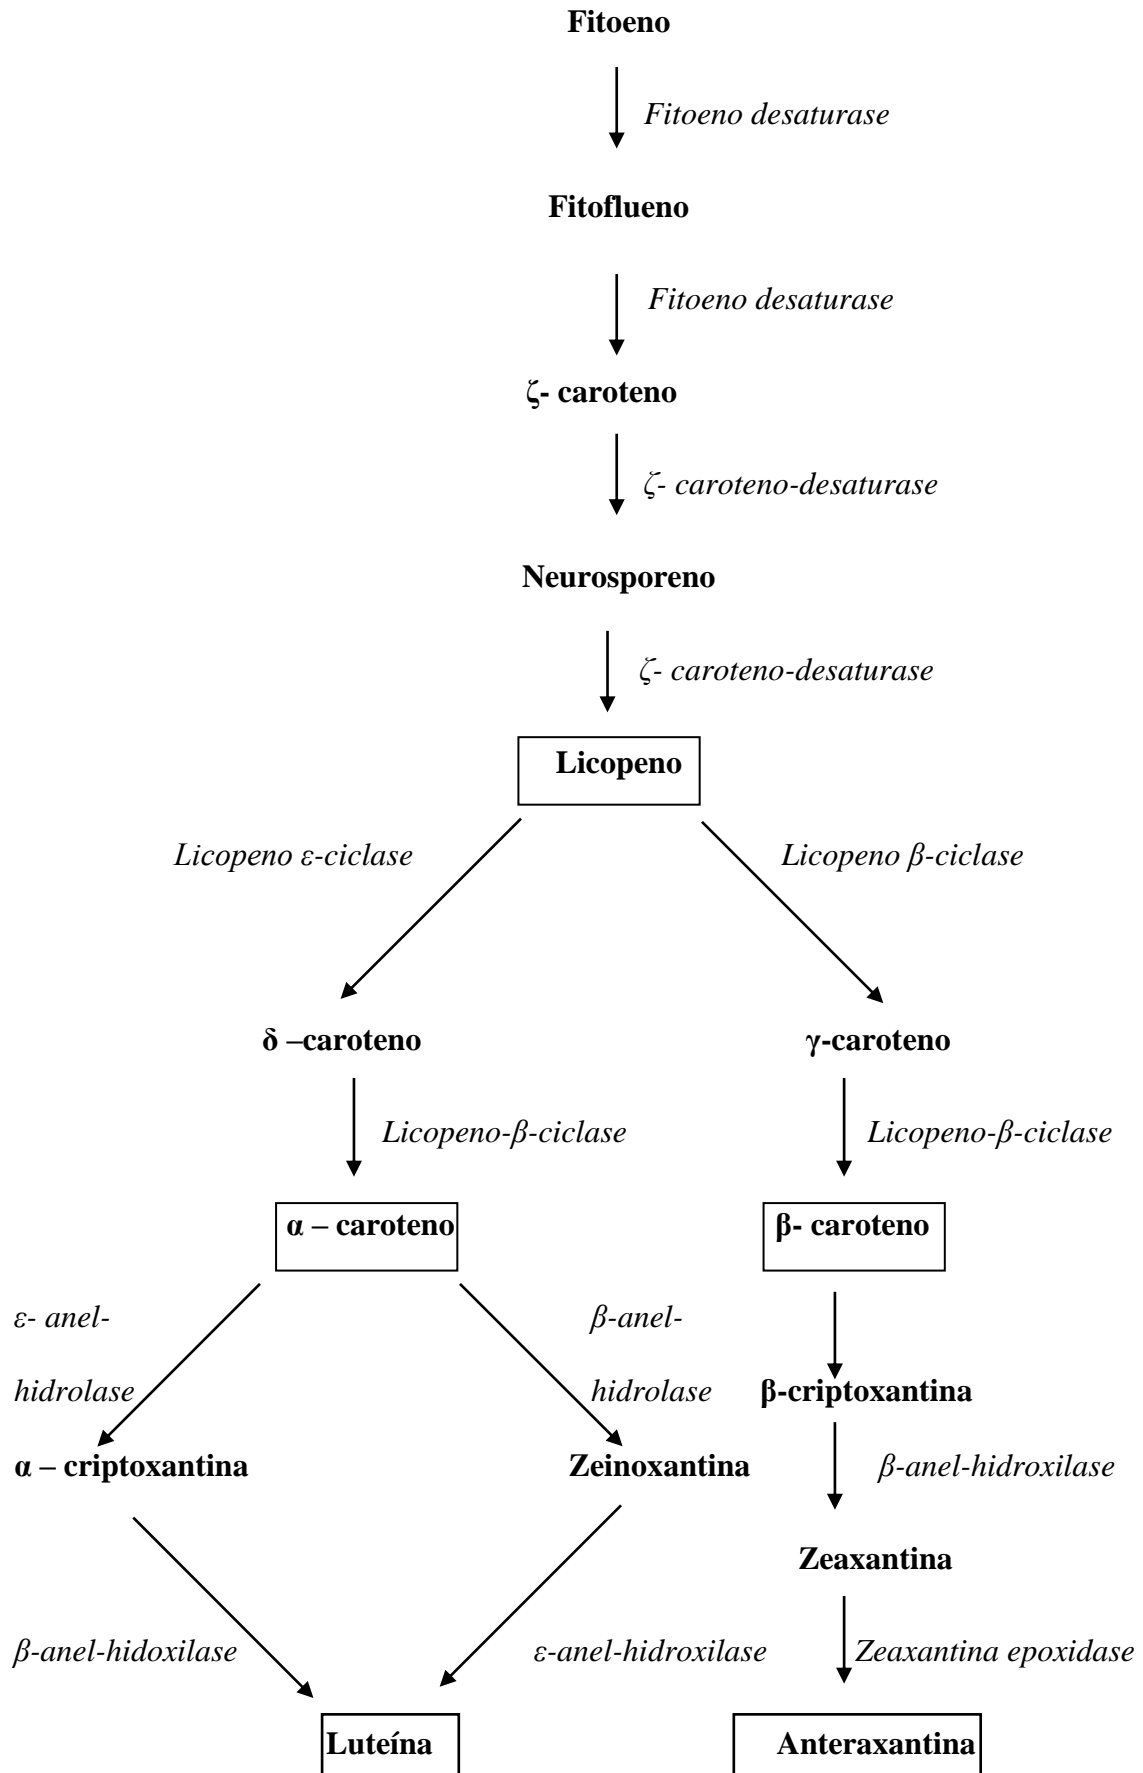 Fitoeno
Fitoeno desaturase
Fitoflueno
Fitoeno desaturase
ζ- caroteno
ζ- caroteno-desaturase
Neurosporeno
ζ- caroteno-desaturase
Licopeno
Licopeno ε-ciclase
Licopeno β-ciclase
δ –caroteno
γ-caroteno
Licopeno-β-ciclase
Licopeno-β-ciclase
α – caroteno
β- caroteno
ε- anel-
hidrolase
β-anel-
hidrolase
β-criptoxantina
α – criptoxantina
Zeinoxantina
β-anel-hidroxilase
Zeaxantina
β-anel-hidoxilase
ε-anel-hidroxilase
Zeaxantina epoxidase
Luteína
Anteraxantina